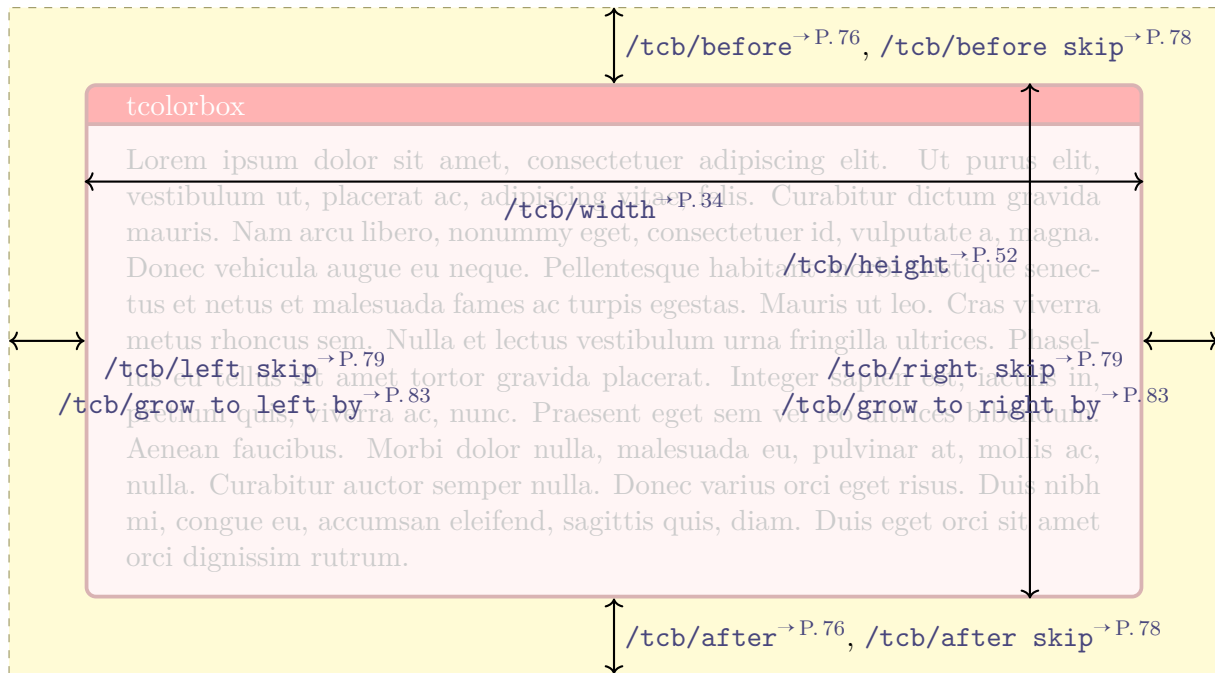 /tcb/before→P. 76, /tcb/before skip→P. 78
tcolorbox
Lorem ipsum dolor sit amet, consectetuer adipiscing elit. Ut purus elit,
vestibulum ut, placerat ac, adipiscing vitae, felis. Curabitur dictum gravida
/tcb/width→P. 34
mauris. Nam arcu libero, nonummy eget, consectetuer id, vulputate a, magna.
Donec vehicula augue eu neque. Pellentesque habitant morbi tristique senec-
/tcb/height→P. 52
tus et netus et malesuada fames ac turpis egestas. Mauris ut leo. Cras viverra
metus rhoncus sem. Nulla et lectus vestibulum urna fringilla ultrices. Phasel-
/tcb/left skip→P. 79
/tcb/right skip→P. 79
lus eu tellus sit amet tortor gravida placerat. Integer sapien est, iaculis in,
/tcb/grow to left by→P. 83
/tcb/grow to right by→P. 83
pretium quis, viverra ac, nunc. Praesent eget sem vel leo ultrices bibendum.
Aenean faucibus. Morbi dolor nulla, malesuada eu, pulvinar at, mollis ac,
nulla. Curabitur auctor semper nulla. Donec varius orci eget risus. Duis nibh
mi, congue eu, accumsan eleifend, sagittis quis, diam. Duis eget orci sit amet
orci dignissim rutrum.
/tcb/after→P. 76, /tcb/after skip→P. 78